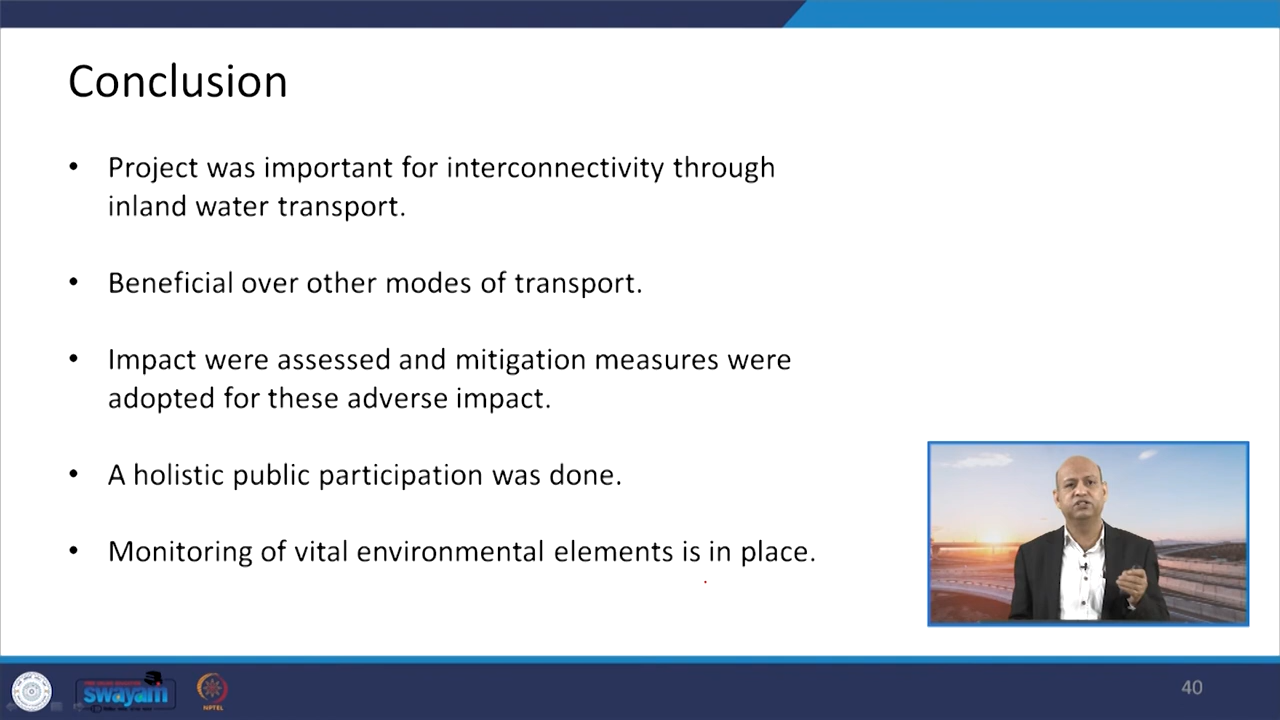 Conclusion
• Project was important for interconnectivity through
inland water transport.
• Beneficial over other modes of transport.
• Impact were assessed and mitigation measures were
adopted for these adverse impact.
• A holistic public participation was done.
• Monitoring of vital environmental elements is in place.
swayam
NPTEL
40